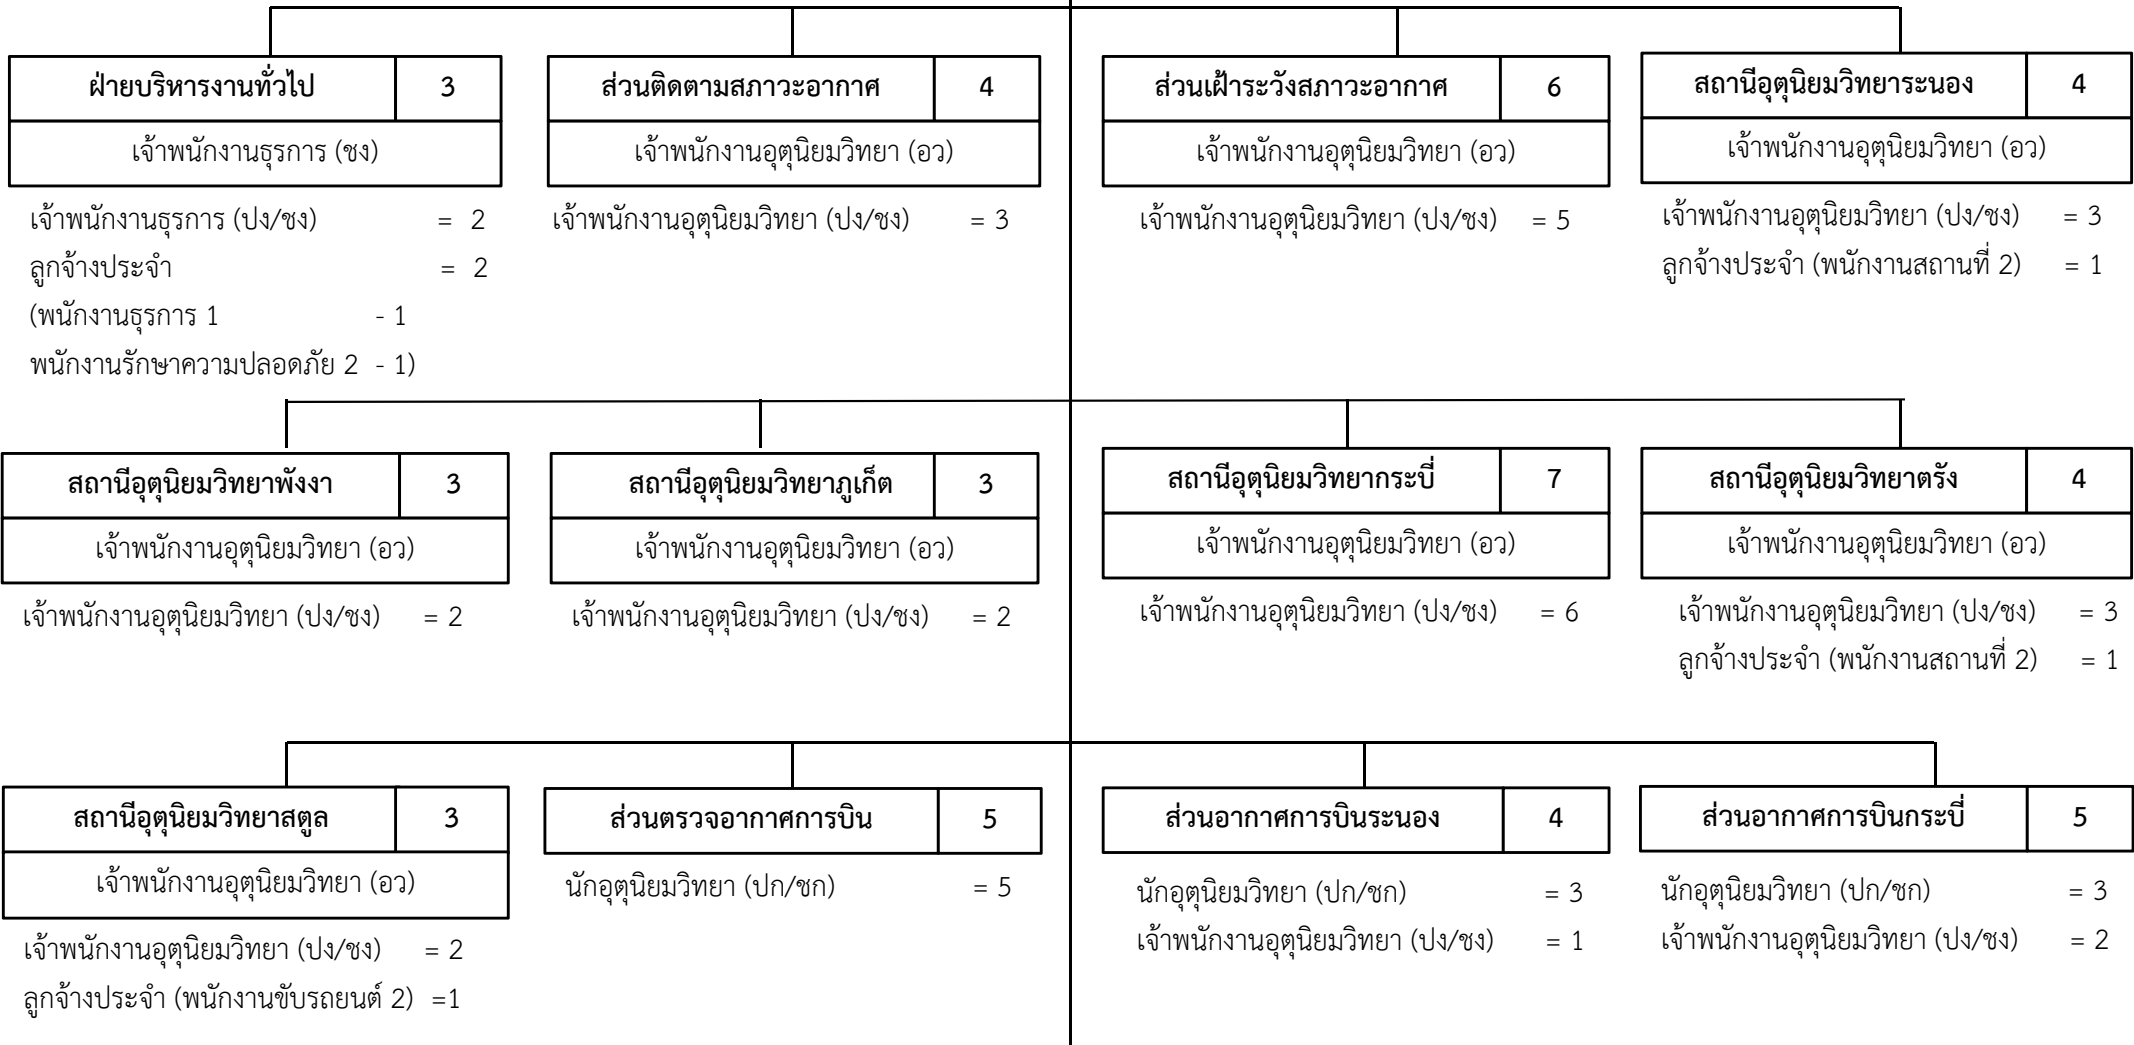 ฝ่ายบริหารงานทั่วไป 3
เจ้าพนักงานธุรการ (ชง)
เจ้าพนักงานธุรการ (ปง/ชง) = 2
ลูกจ้างประจำ = 2
(พนักงานธุรการ 1 - 1
พนักงานรักษาความปลอดภัย 2 - 1)
ส่วนติดตามสภาวะอากาศ 4
เจ้าพนักงานอุตุนิยมวิทยา (อว)
เจ้าพนักงานอุตุนิยมวิทยา (ปง/ชง) = 3
ส่วนเฝ้าระวังสภาวะอากาศ 6
เจ้าพนักงานอุตุนิยมวิทยา (อว)
เจ้าพนักงานอุตุนิยมวิทยา (ปง/ชง) = 5
สถานีอุตุนิยมวิทยาระนอง 4
เจ้าพนักงานอุตุนิยมวิทยา (อว)
เจ้าพนักงานอุตุนิยมวิทยา (ปง/ชง) = 3
ลูกจ้างประจำ (พนักงานสถานที่ 2) = 1
สถานีอุตุนิยมวิทยาพังงา 3
เจ้าพนักงานอุตุนิยมวิทยา (อว)
เจ้าพนักงานอุตุนิยมวิทยา (ปง/ชง) = 2
สถานีอุตุนิยมวิทยาภูเก็ต 3
เจ้าพนักงานอุตุนิยมวิทยา (อว)
เจ้าพนักงานอุตุนิยมวิทยา (ปง/ชง) = 2
สถานีอุตุนิยมวิทยากระบี่ 7
เจ้าพนักงานอุตุนิยมวิทยา (อว)
เจ้าพนักงานอุตุนิยมวิทยา (ปง/ชง) = 6
สถานีอุตุนิยมวิทยาตรัง 4
เจ้าพนักงานอุตุนิยมวิทยา (อว)
เจ้าพนักงานอุตุนิยมวิทยา (ปง/ชง) = 3
ลูกจ้างประจำ (พนักงานสถานที่ 2) = 1
สถานีอุตุนิยมวิทยาสตูล 3
เจ้าพนักงานอุตุนิยมวิทยา (อว)
เจ้าพนักงานอุตุนิยมวิทยา (ปง/ชง) = 2
ลูกจ้างประจำ (พนักงานขับรถยนต์ 2) =1
ส่วนตรวจอากาศการบิน 5
นักอุตุนิยมวิทยา (ปก/ชก) = 5
ส่วนอากาศการบินระนอง 4
นักอุตุนิยมวิทยา (ปก/ชก) = 3
เจ้าพนักงานอุตุนิยมวิทยา (ปง/ชง) = 1
ส่วนอากาศการบินกระบี่ 5
นักอุตุนิยมวิทยา (ปก/ชก) = 3
เจ้าพนักงานอุตุนิยมวิทยา (ปง/ชง) = 2